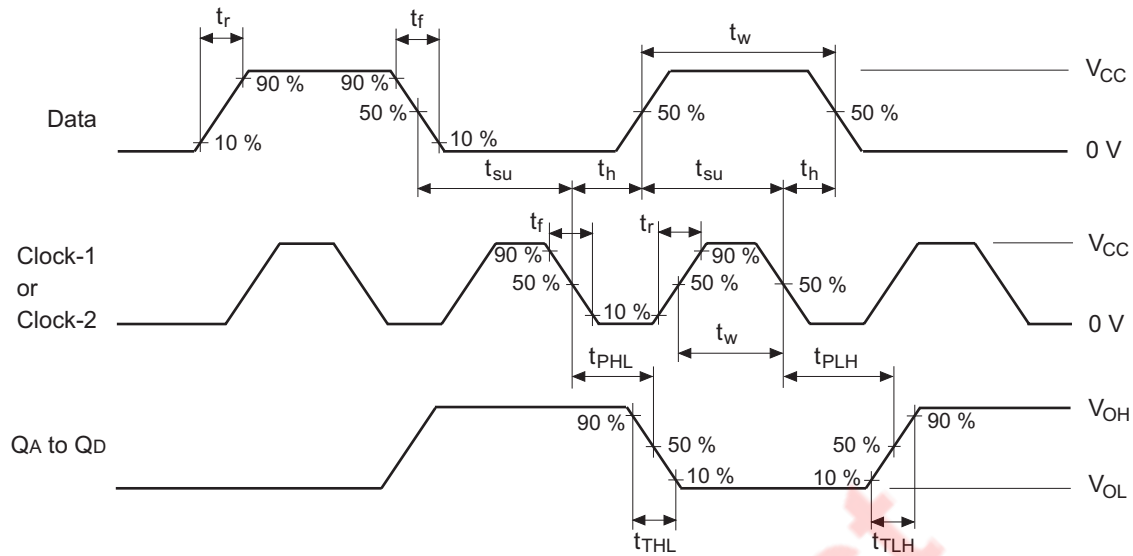 tr
tf
tw
VCC
90 %
90 %
50 %
50 %
50 %
Data
10 %
10 %
0 V
tsu
th
tsu
th
tf
tr
Clock-1
or
Clock-2
90 %
90 %
VCC
50 %
50 %
50 %
10 %
0 V
tw
tPHL
tPLH
QA to QD
90 %
90 %
VOH
50 %
50 %
10 %
10 %
VOL
tTHL
tTLH